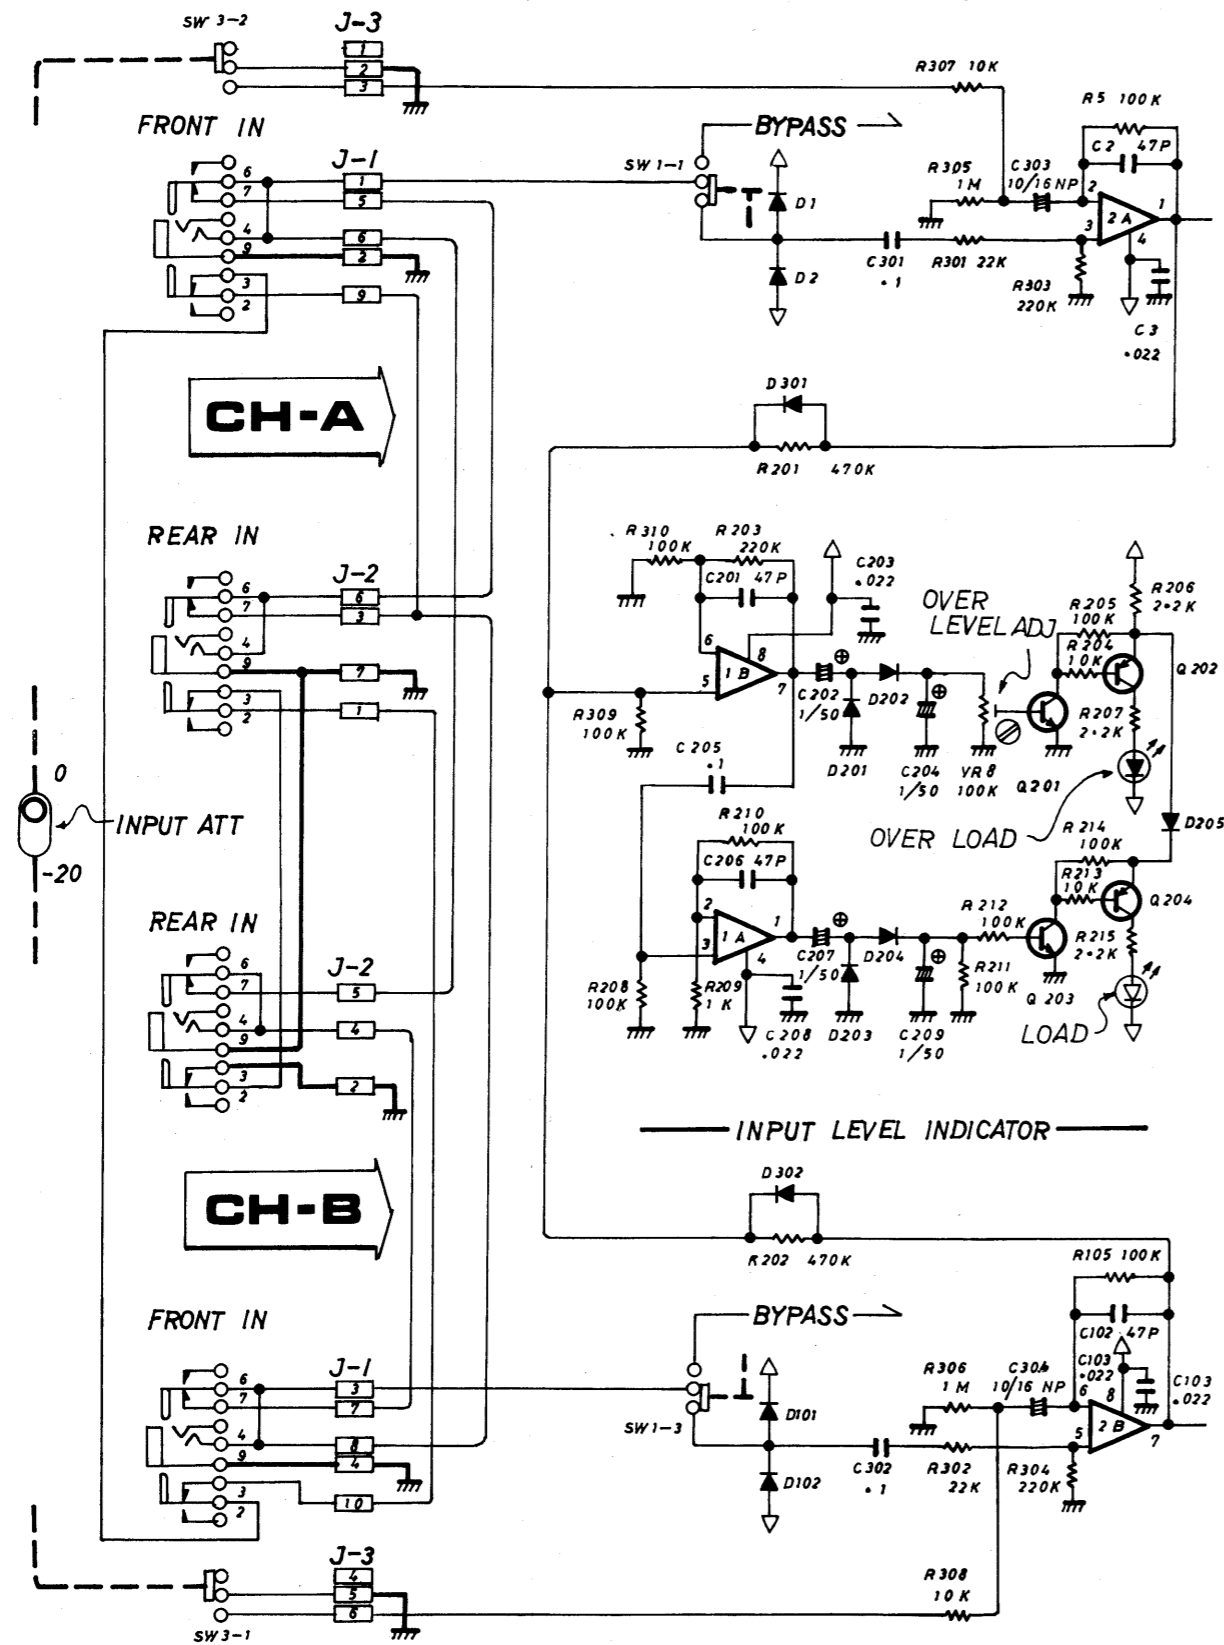 SW 3-2
J-3
1
2
3
R307 10K
R5 100K
FRONT IN
BYPASS
C2 47P
J-1
SW 1-1
R305
1M
C303
10/16 NP
6
7
4
9
3
2
1
5
6
2
9
D1
D2
C301
.1
R301 22K
R303
220K
2
3
2A
1
4
C3
.022
CH-A
D301
R201 470K
REAR IN
J-2
6
7
4
9
3
2
6
3
7
1
R310
100K
R203
220K
C201 47P
C203
.022
OVER
LEVEL ADJ
R205
100K
R204
10K
R206
2.2K
Q202
6
5
1B
8
7
C202
1/50
D202
R207
2.2K
R309
100K
C205
.1
D201
C204
1/50
VR8
100K
Q201
0
INPUT ATT
-20
R210
100K
C206 47P
OVER LOAD
R214
100K
D205
R213
10K
Q204
REAR IN
J-2
6
7
4
9
3
2
5
4
2
2
3
1A
1
4
C207
1/50
D204
R212
100K
R215
2.2K
R208
100K
R209
1K
C208
.022
D203
C209
1/50
R211
100K
Q203
LOAD
INPUT LEVEL INDICATOR
CH-B
D302
R202 470K
R105 100K
FRONT IN
BYPASS
C102 47P
J-1
6
7
4
9
3
2
3
7
8
4
10
SW1-3
D101
D102
R306
1M
C304
10/16 NP
C103
.022
C103
.022
6
8
5
2B
7
C302
.1
R302
22K
R304
220K
J-3
4
5
6
SW3-1
R308
10K